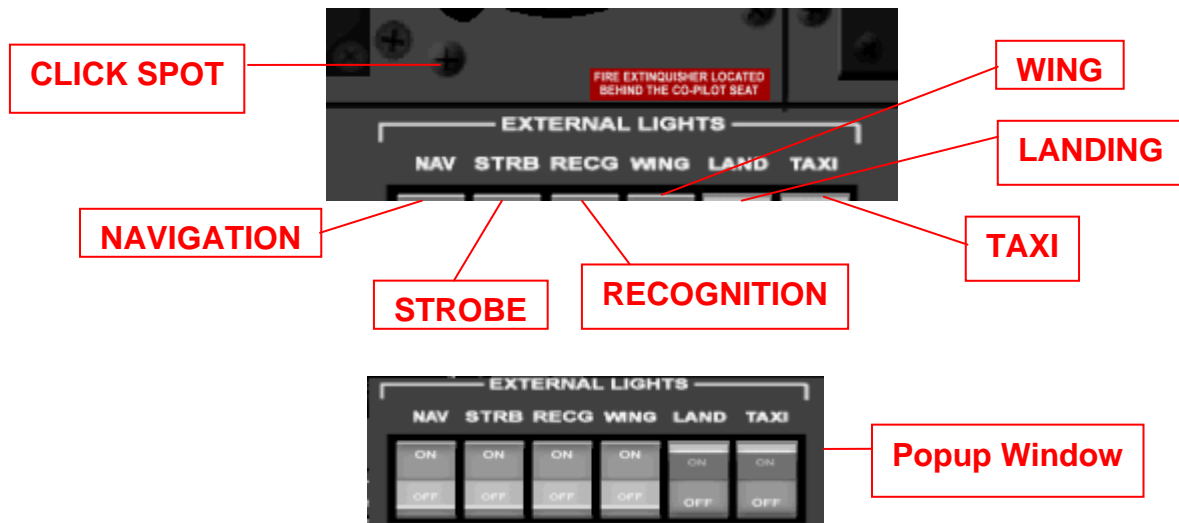 CLICK SPOT
FIRE EXTINGUISHER LOCATED
BEHIND THE CO-PILOT SEAT
WING
EXTERNAL LIGHTS
NAV STRB RECG WING LAND TAXI
LANDING
NAVIGATION
TAXI
STROBE
RECOGNITION
EXTERNAL LIGHTS
NAV STRB RECG WING LAND TAXI
ON ON ON ON ON ON
OFF OFF OFF OFF OFF OFF
Popup Window